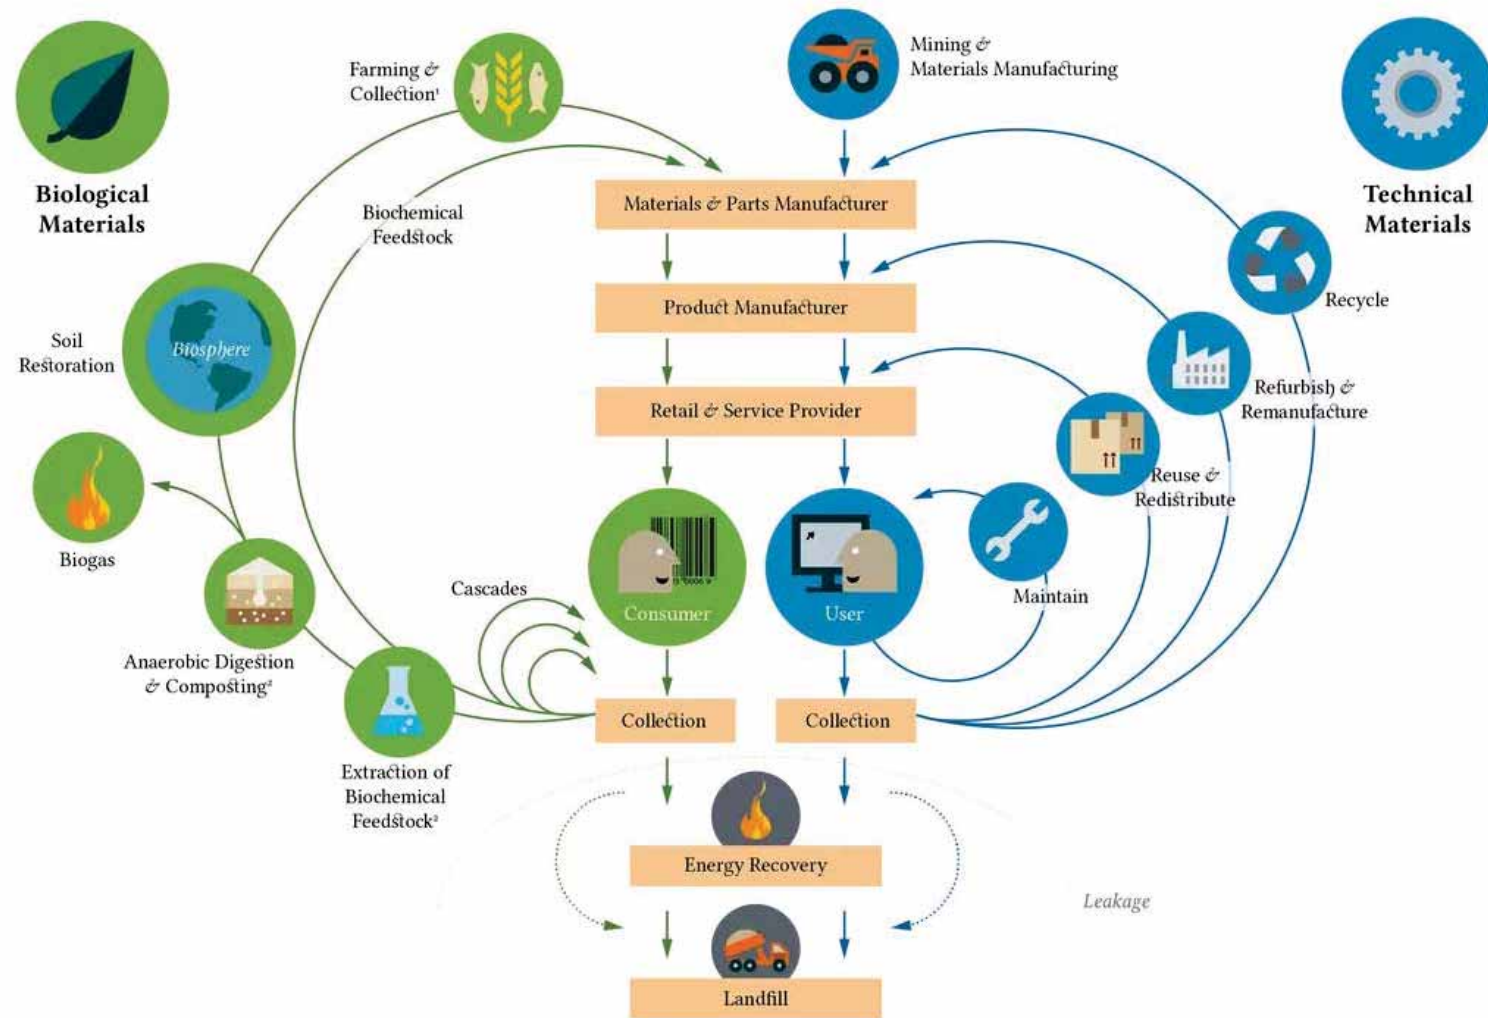 Farming &
Collection¹
Mining &
Materials Manufacturing
Biological
Materials
Technical
Materials
Materials & Parts Manufacturer
Biochemical
Feedstock
Recycle
Product Manufacturer
Soil
Restoration
Biosphere
Refurbish &
Remanufacture
Retail & Service Provider
Reuse &
Redistribute
Biogas
Cascades
Consumer
User
Maintain
Anaerobic Digestion
& Composting²
Collection
Collection
Extraction of
Biochemical
Feedstock²
Energy Recovery
Leakage
Landfill